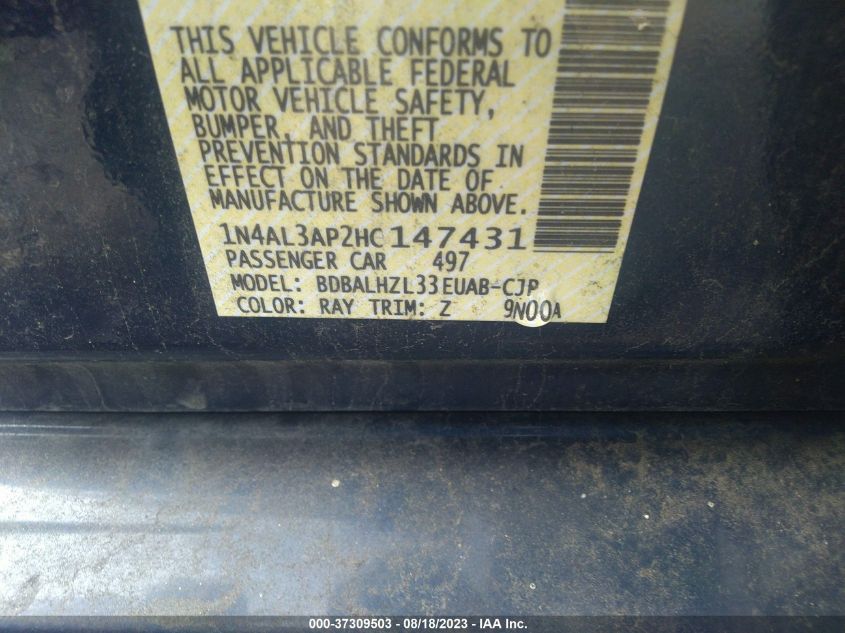 THIS VEHICLE CONFORMS TO
ALL APPLICABLE FEDERAL
MOTOR VEHICLE SAFETY,
BUMPER, AND THEFT
PREVENTION STANDARDS IN
EFFECT ON THE DATE OF
MANUFACTURE SHOWN ABOVE.
1N4AL3AP2HC147431
PASSENGER CAR 497
MODEL: BDBALHZL33EUAB-CJP
COLOR: RAY TRIM: Z 9N00A
000-37309503 - 08/18/2023 - IAA Inc.